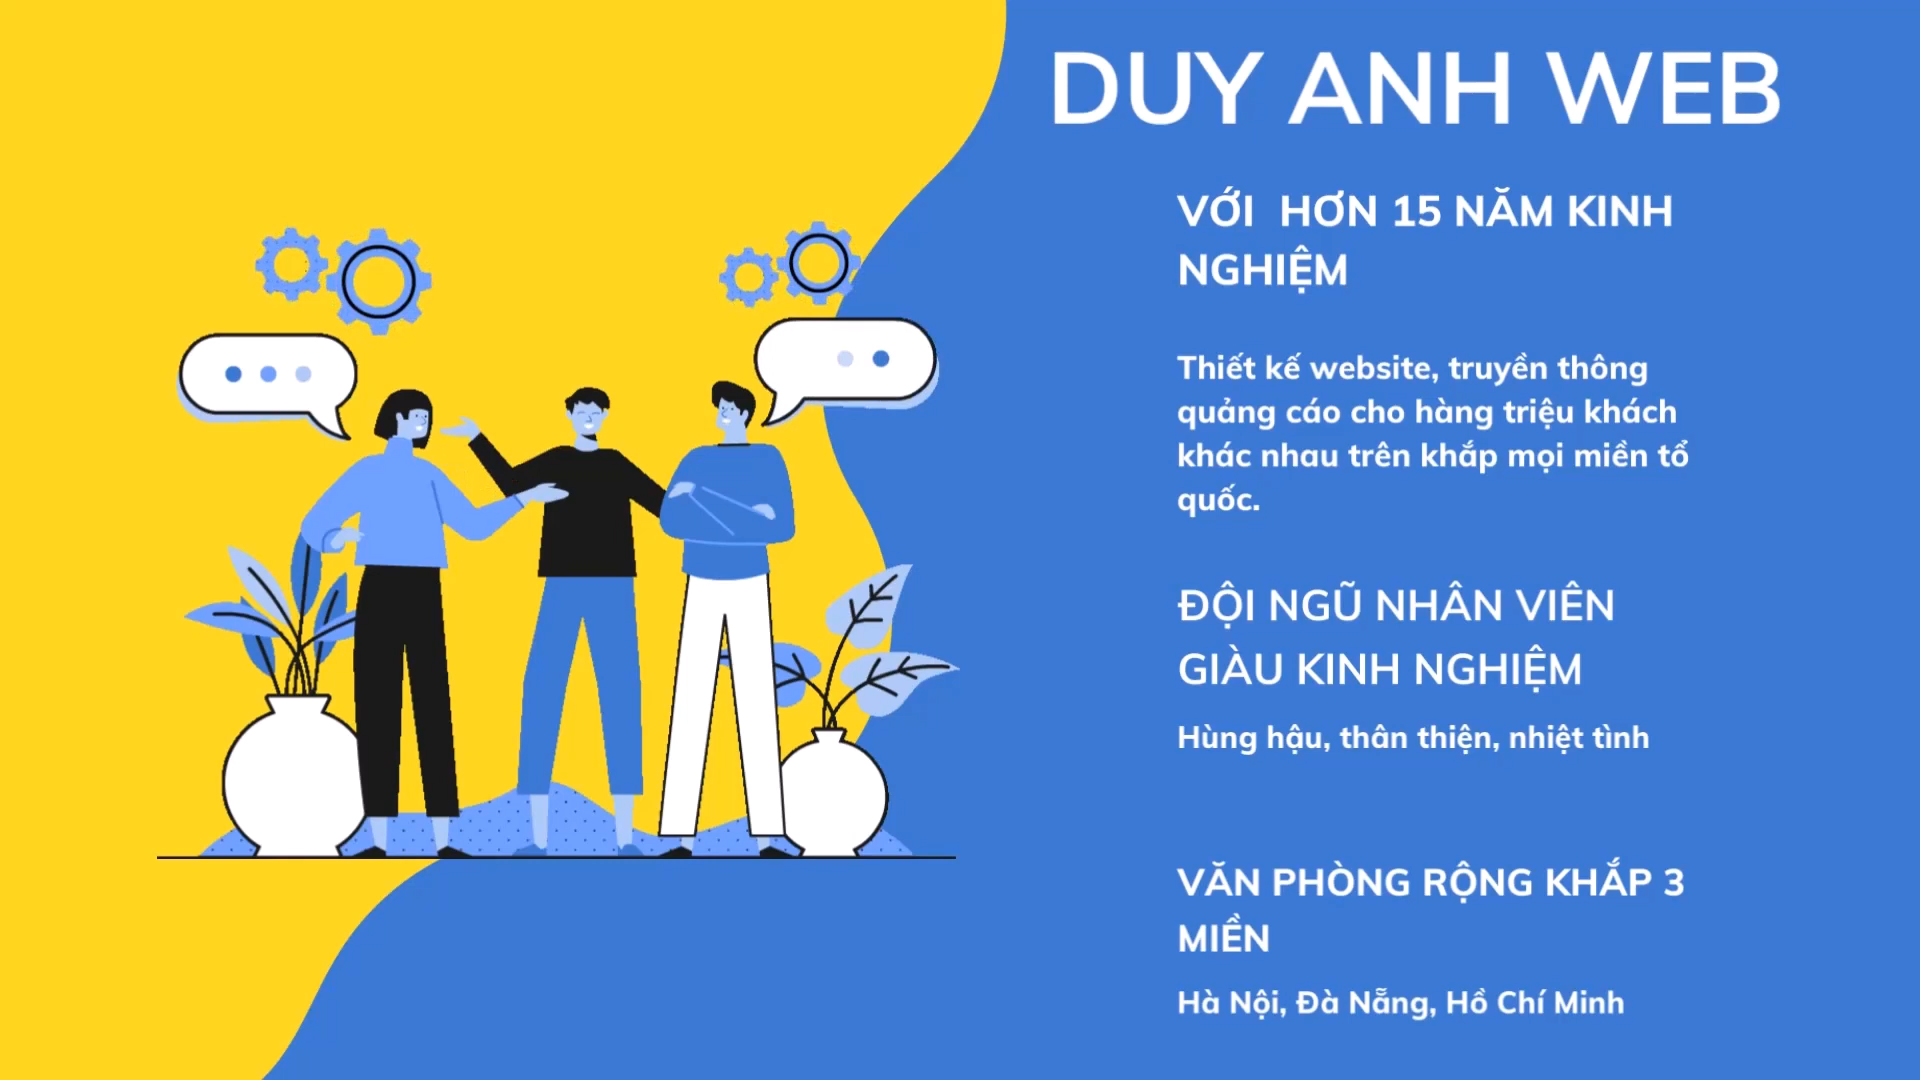 DUY ANH WEB
VỚI  HƠN 15 NĂM KINH
NGHIỆM
Thiết kế website, truyền thông
quảng cáo cho hàng triệu khách
khác nhau trên khắp mọi miền tổ
quốc.
ĐỘI NGŨ NHÂN VIÊN
GIÀU KINH NGHIỆM
Hùng hậu, thân thiện, nhiệt tình
VĂN PHÒNG RỘNG KHẮP 3
MIỀN
Hà Nội, Đà Nẵng, Hồ Chí Minh